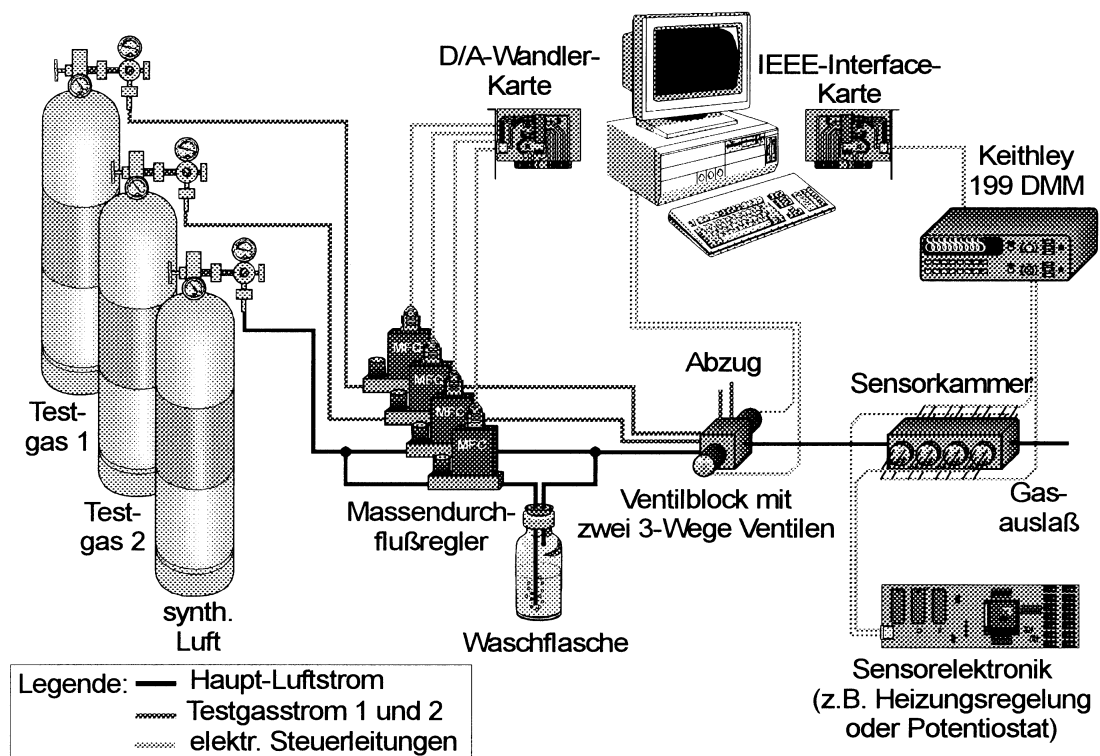 D/A-Wandler-
Karte
IEEE-Interface-
Karte
Keithley
199 DMM
MFC
MFC
MFC
MFC
Abzug
Sensorkammer
Test-
gas 1
Test-
gas 2
synth.
Luft
Massendurch-
flußregler
Waschflasche
Ventilblock mit
zwei 3-Wege Ventilen
Gas-
auslaß
Sensorelektronik
(z.B. Heizungsregelung
oder Potentiostat)
Legende:
Haupt-Luftstrom
Testgasstrom 1 und 2
elektr. Steuerleitungen